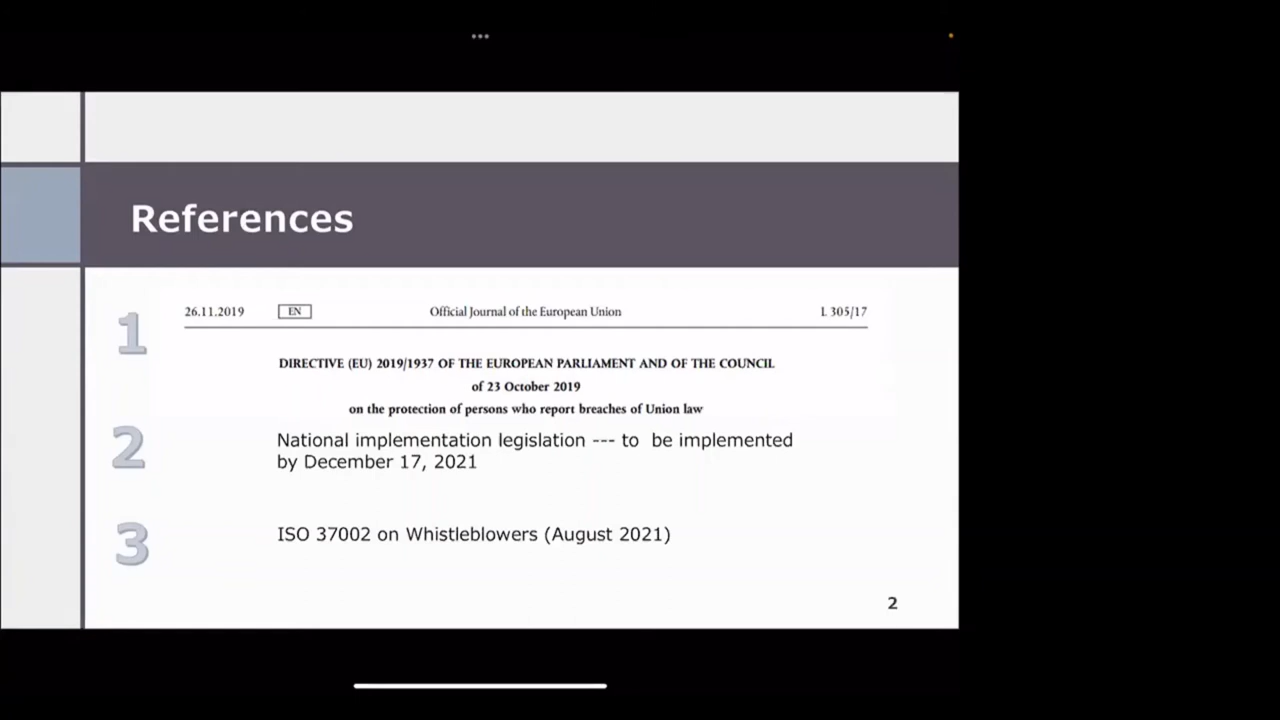 References
1
26.11.2019 EN Official Journal of the European Union L 305/17
DIRECTIVE (EU) 2019/1937 OF THE EUROPEAN PARLIAMENT AND OF THE COUNCIL
of 23 October 2019
on the protection of persons who report breaches of Union law
2
National implementation legislation --- to be implemented
by December 17, 2021
3
ISO 37002 on Whistleblowers (August 2021)
2